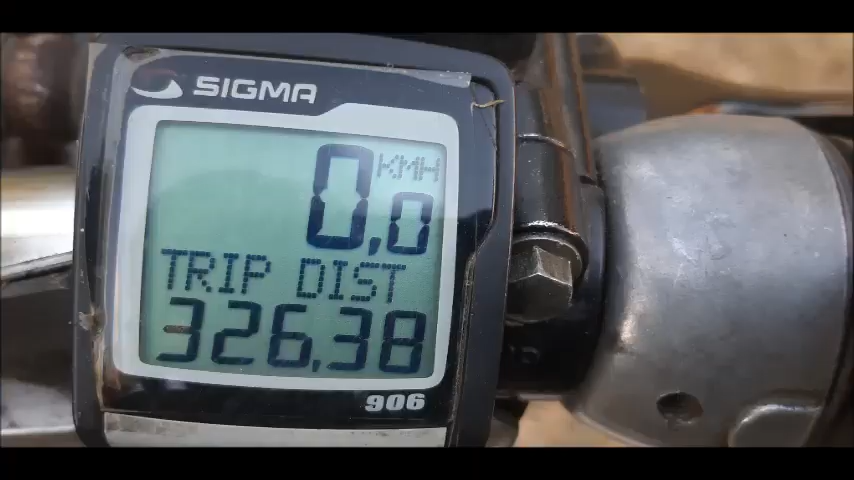 SIGMA
0,0 KMH
TRIP DIST
326,38
906